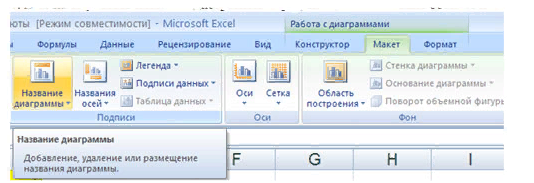 юты [Режим совместимости] - Microsoft Excel Работа с диаграммами
Формулы Данные Рецензирование Вид Конструктор Макет Формат
Название диаграммы Названия осей Легенда Подписи данных Таблица данных
Оси Сетка
Область построения Стенка диаграммы Основание диаграммы Поворот объемной фигуры
Подписи Оси Фон
Название диаграммы
Добавление, удаление или размещение
названия диаграммы.
F G H I